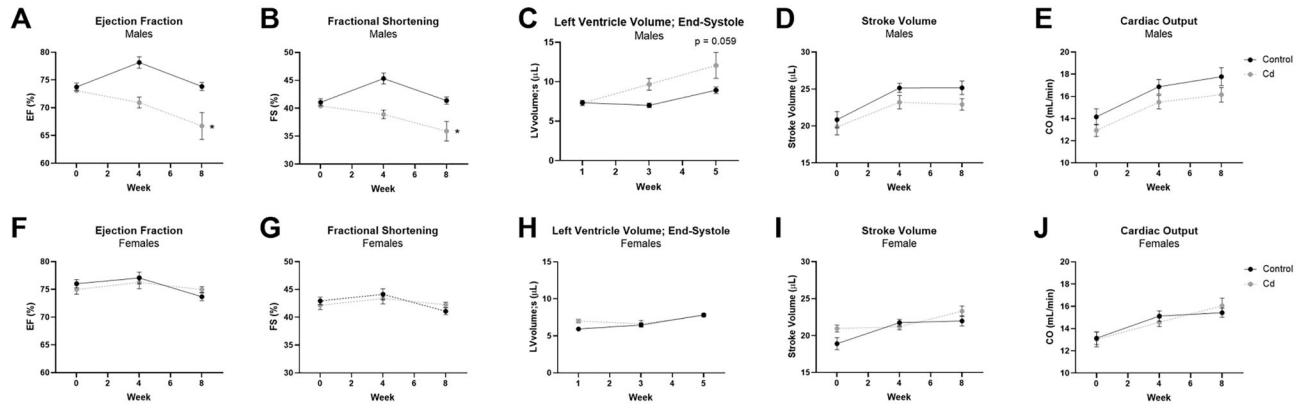 A
Ejection Fraction
Males
EF (%)
80
75
70
65
60
*
0 2 4 6 8
Week
B
Fractional Shortening
Males
FS (%)
50
45
40
35
30
*
0 2 4 6 8
Week
C
Left Ventricle Volume; End-Systole
Males
p = 0.059
LVvolume;s (μL)
15
10
5
0
1 2 3 4 5
Week
D
Stroke Volume
Males
Stroke Volume (μL)
30
25
20
15
0 2 4 6 8
Week
E
Cardiac Output
Males
CO (mL/min)
20
18
16
14
12
10
0 2 4 6 8
Week
Control
Cd
F
Ejection Fraction
Females
EF (%)
80
75
70
65
60
0 2 4 6 8
Week
G
Fractional Shortening
Females
FS (%)
50
45
40
35
30
0 2 4 6 8
Week
H
Left Ventricle Volume; End-Systole
Females
LVvolume;s (μL)
15
10
5
0
1 2 3 4 5
Week
I
Stroke Volume
Female
Stroke Volume (μL)
30
25
20
15
0 2 4 6 8
Week
J
Cardiac Output
Females
CO (mL/min)
20
18
16
14
12
10
0 2 4 6 8
Week
Control
Cd